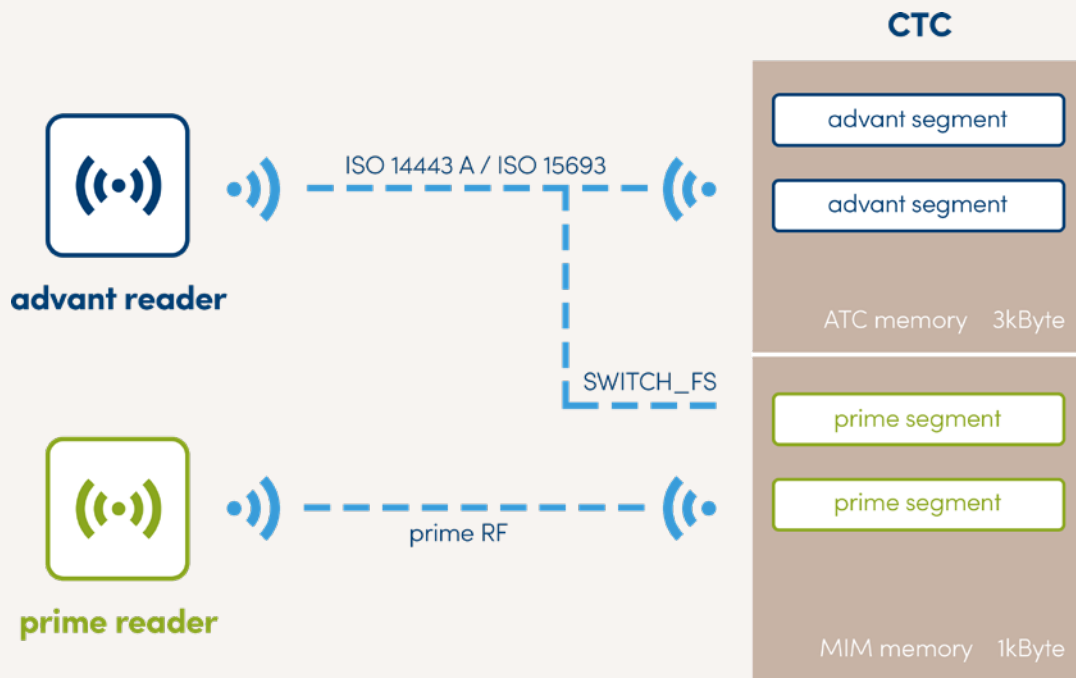 CTC
advant segment
ISO 14443 A / ISO 15693
advant segment
advant reader
ATC memory 3kByte
SWITCH_FS
prime segment
prime segment
prime RF
prime reader
MIM memory 1kByte